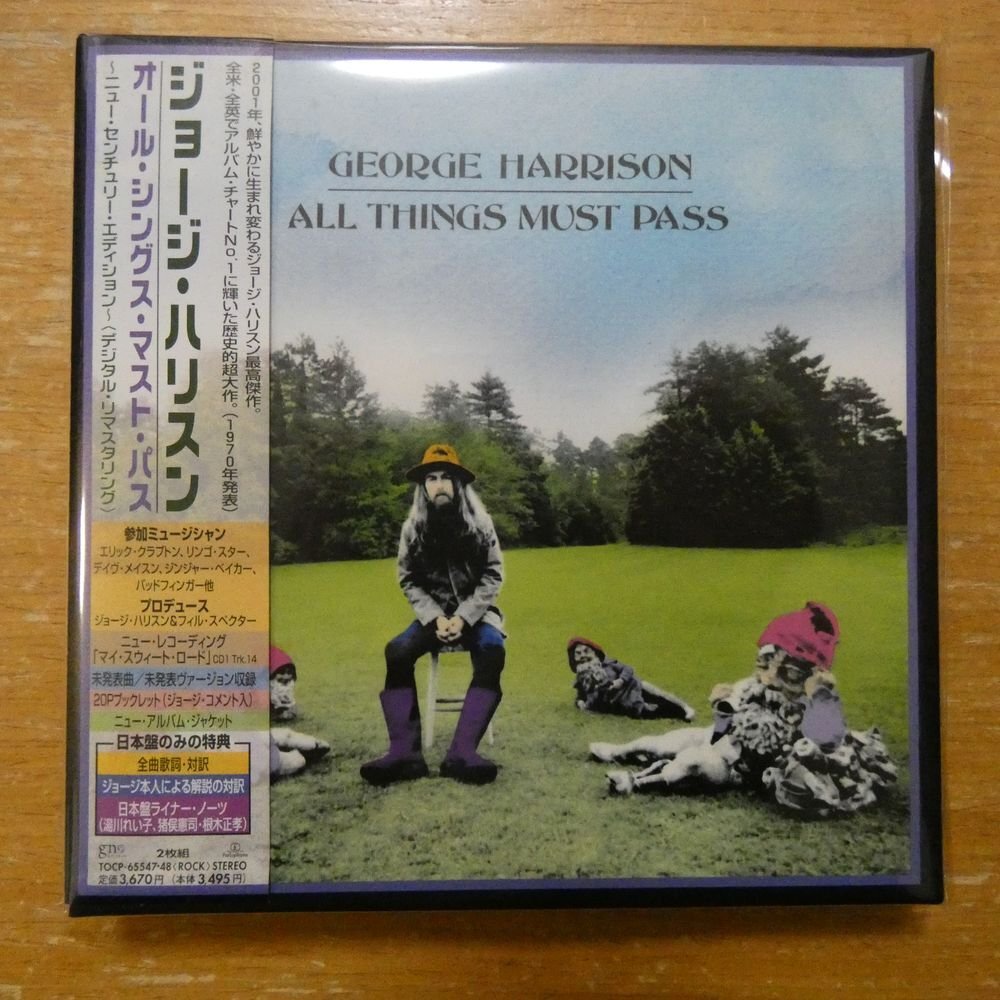 GEORGE HARRISON
ALL THINGS MUST PASS
2001年、鮮やかに生まれ変わるジョージ・ハリスン最高傑作。
全米・全英でアルバム・チャートNo.1に輝いた歴史的超大作。(1970年発表)
ジョージ・ハリスン
オール・シングス・マスト・パス
〜ニュー・センチュリー・エディション〜〈デジタル・リマスタリング〉
参加ミュージシャン
エリック・クラプトン、リンゴ・スター、
デイヴ・メイスン、ジンジャー・ベイカー、
バッドフィンガー他
プロデュース
ジョージ・ハリスン&フィル・スペクター
ニュー・レコーディング
「マイ・スウィート・ロード」CD1 Trk.14
未発表曲/未発表ヴァージョン収録
20Pブックレット(ジョージ・コメント入)
ニュー・アルバム・ジャケット
日本盤のみの特典
全曲歌詞・対訳
ジョージ本人による解説の対訳
日本盤ライナー・ノーツ
(湯川れい子、猪俣憲司・根木正孝)
gn
2枚組
Parlophone
TOCP-65547・48〈ROCK〉STEREO
定価3,670円 (本体3,495円)